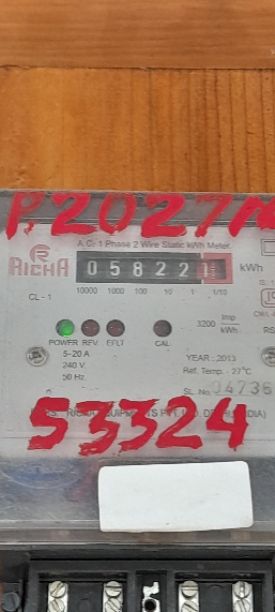 P.2027N
A.C. 1 Phase 2 Wire Static kWh Meter
RICHA
058221 kWh
10000 1000 100 10 1 1/10
CL - 1
3200 Imp/kWh
POWER REV. EFLT CAL
5-20 A
240 V.
50 Hz.
YEARː 2013
Ref. Temp. - 27°C
SL. No. 04736
53324